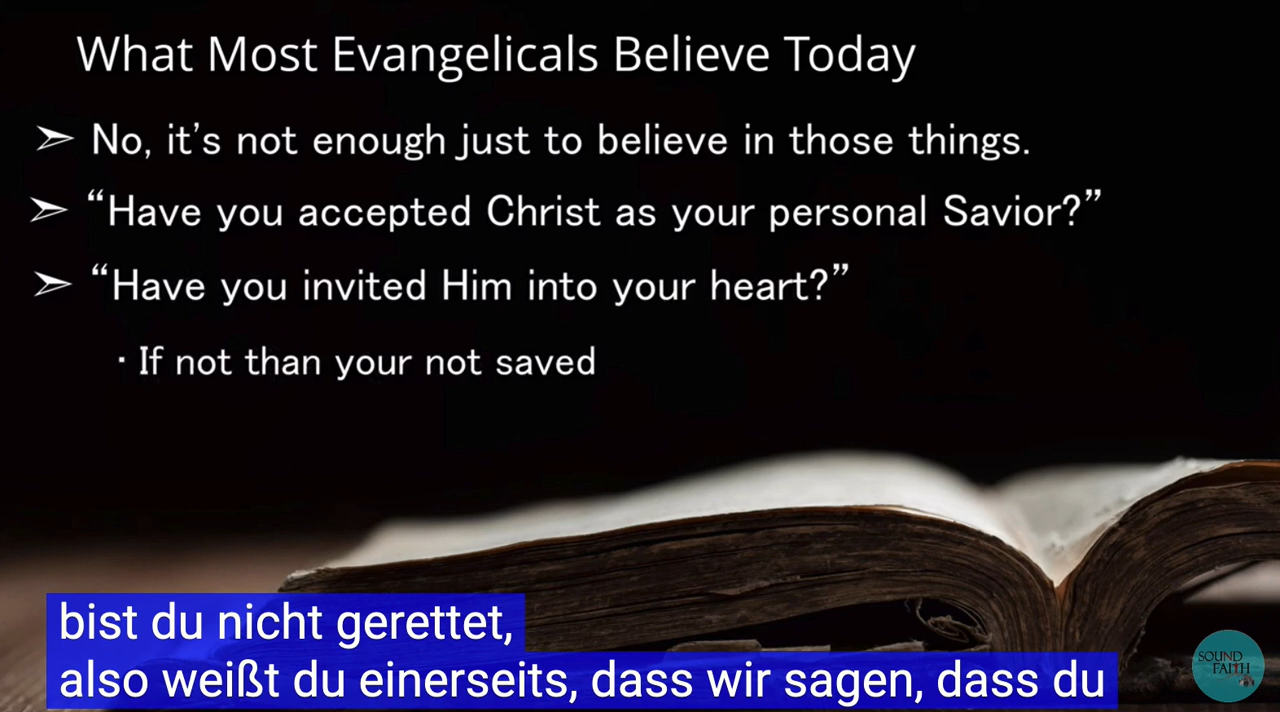 What Most Evangelicals Believe Today
➢ No, it’s not enough just to believe in those things.
➢ “Have you accepted Christ as your personal Savior?”
➢ “Have you invited Him into your heart?”
· If not than your not saved
bist du nicht gerettet,
also weißt du einerseits, dass wir sagen, dass du
SOUND
FAITH